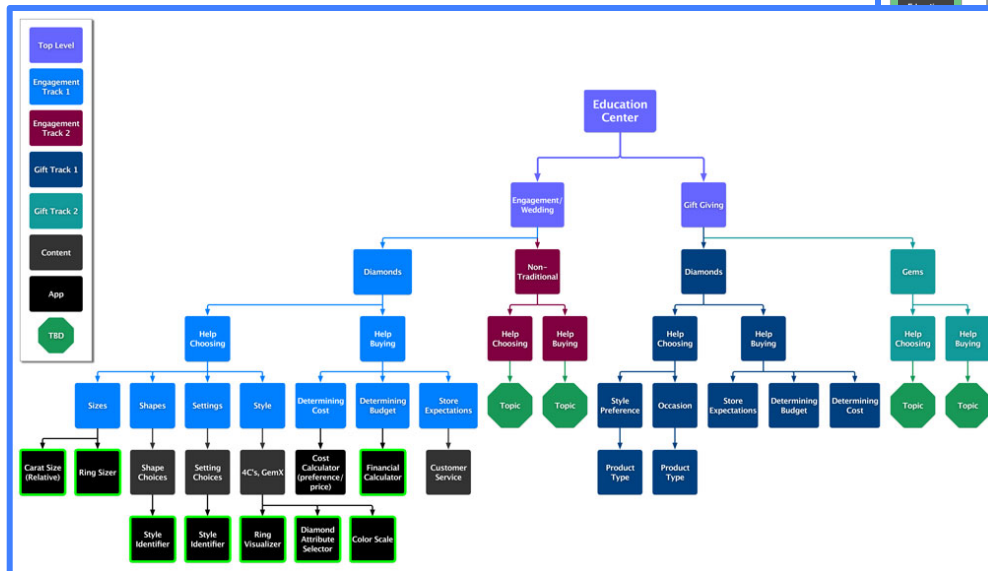 Top Level
Engagement
Track 1
Engagement
Track 2
Gift Track 1
Gift Track 2
Content
App
TBD
Education
Center
Engagement/
Wedding
Gift Giving
Diamonds
Non-
Traditional
Diamonds
Gems
Help
Choosing
Help
Buying
Help
Choosing
Help
Buying
Help
Choosing
Help
Buying
Help
Choosing
Help
Buying
Sizes
Shapes
Settings
Style
Determining
Cost
Determining
Budget
Store
Expectations
Topic
Topic
Style
Preference
Occasion
Store
Expectations
Determining
Budget
Determining
Cost
Topic
Topic
Carat Size
(Relative)
Ring Sizer
Shape
Choices
Setting
Choices
4C's, GemX
Cost
Calculator
(preference/
price)
Financial
Calculator
Customer
Service
Product
Type
Product
Type
Style
Identifier
Style
Identifier
Ring
Visualizer
Diamond
Attribute
Selector
Color Scale